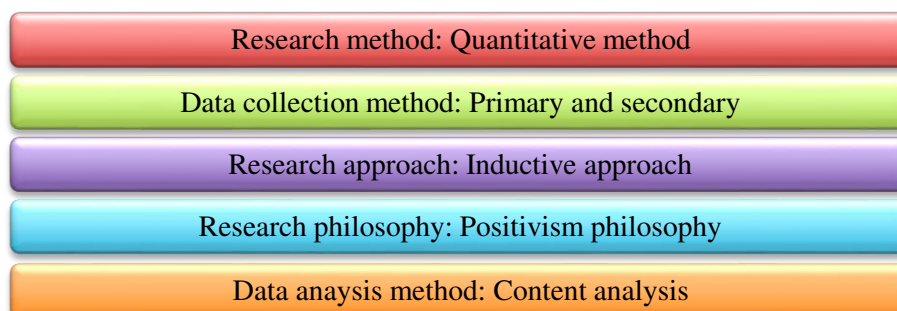 Research method: Quantitative method
Data collection method: Primary and secondary
Research approach: Inductive approach
Research philosophy: Positivism philosophy
Data anaysis method: Content analysis